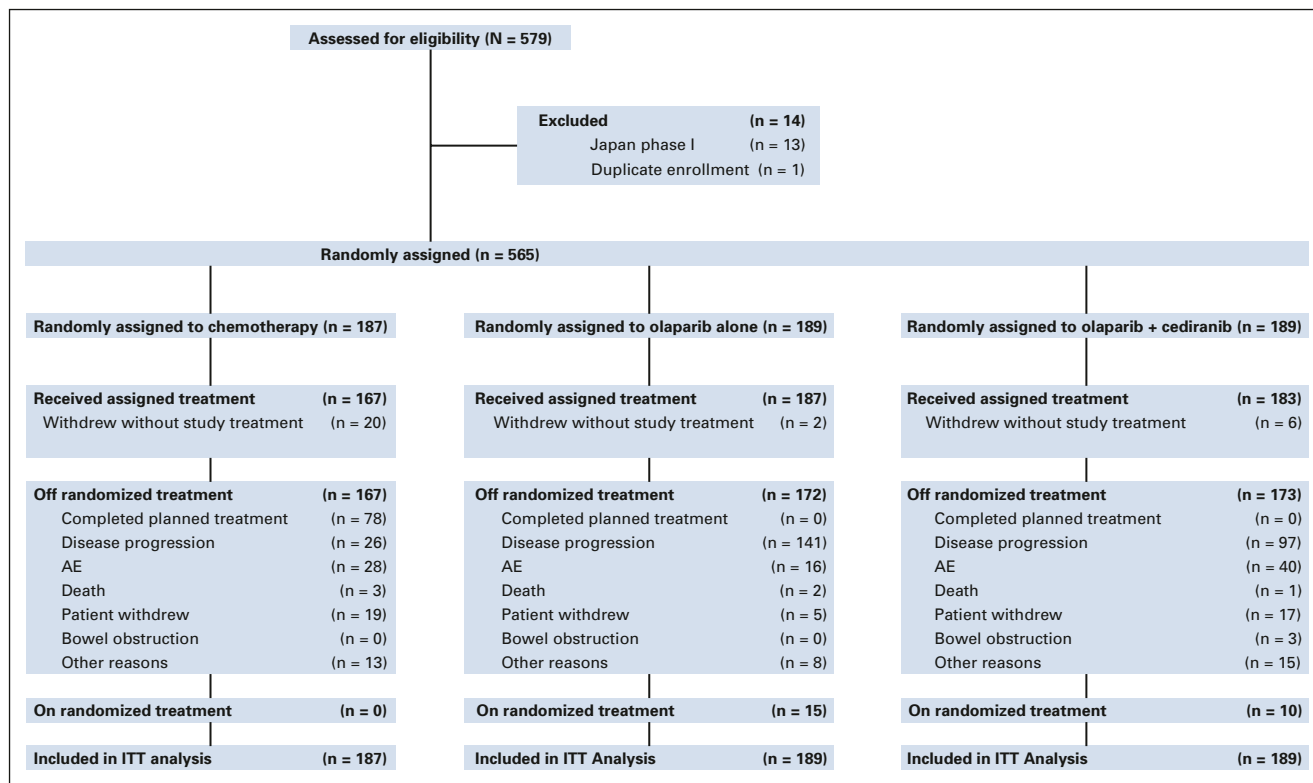 Assessed for eligibility (N = 579)
Excluded (n = 14)
Japan phase I (n = 13)
Duplicate enrollment (n = 1)
Randomly assigned (n = 565)
Randomly assigned to chemotherapy (n = 187)
Received assigned treatment (n = 167)
Withdrew without study treatment (n = 20)
Off randomized treatment (n = 167)
Completed planned treatment (n = 78)
Disease progression (n = 26)
AE (n = 28)
Death (n = 3)
Patient withdrew (n = 19)
Bowel obstruction (n = 0)
Other reasons (n = 13)
On randomized treatment (n = 0)
Included in ITT analysis (n = 187)
Randomly assigned to olaparib alone (n = 189)
Received assigned treatment (n = 187)
Withdrew without study treatment (n = 2)
Off randomized treatment (n = 172)
Completed planned treatment (n = 0)
Disease progression (n = 141)
AE (n = 16)
Death (n = 2)
Patient withdrew (n = 5)
Bowel obstruction (n = 0)
Other reasons (n = 8)
On randomized treatment (n = 15)
Included in ITT Analysis (n = 189)
Randomly assigned to olaparib + cediranib (n = 189)
Received assigned treatment (n = 183)
Withdrew without study treatment (n = 6)
Off randomized treatment (n = 173)
Completed planned treatment (n = 0)
Disease progression (n = 97)
AE (n = 40)
Death (n = 1)
Patient withdrew (n = 17)
Bowel obstruction (n = 3)
Other reasons (n = 15)
On randomized treatment (n = 10)
Included in ITT Analysis (n = 189)